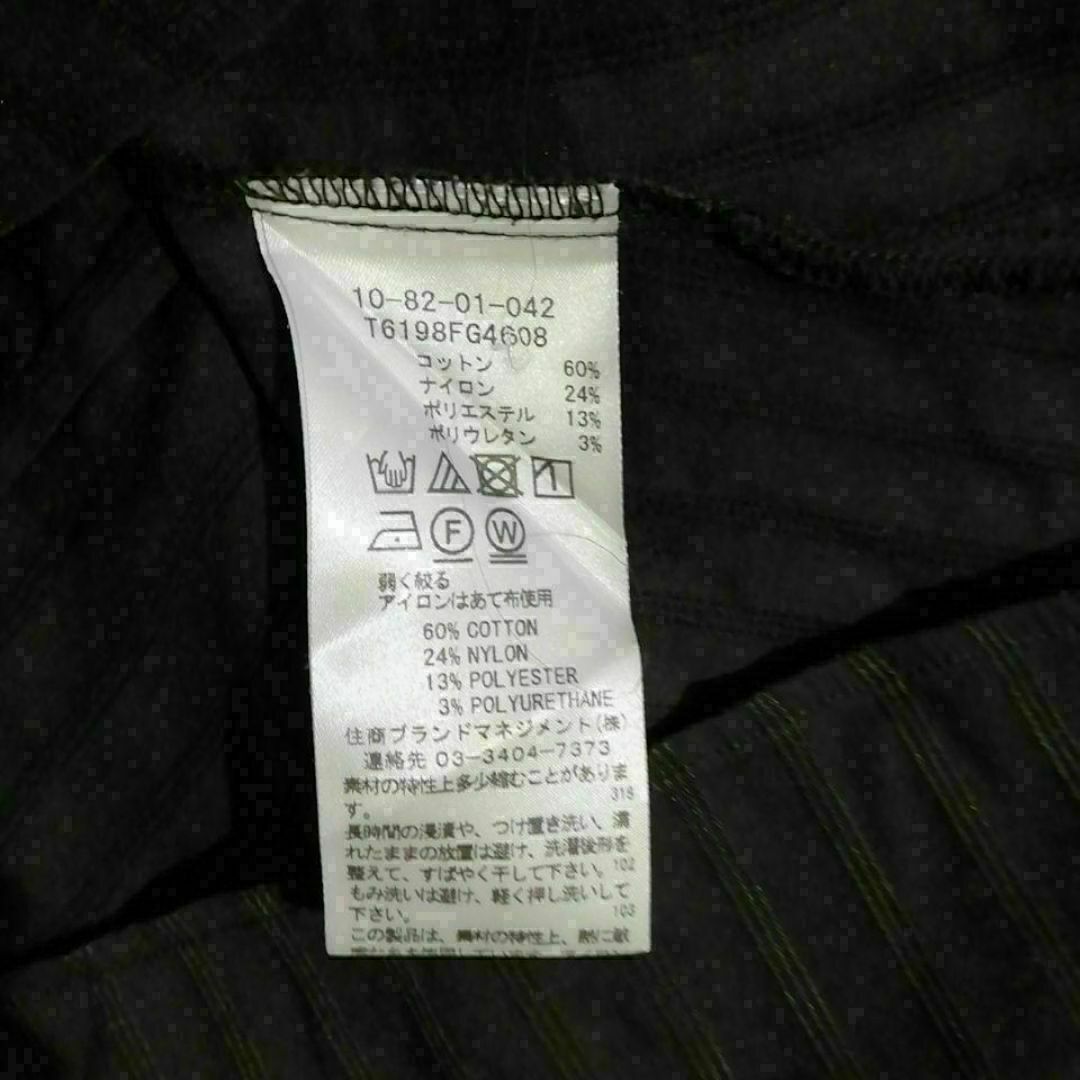 10-82-01-042
T6198FG4608
コットン 60%
ナイロン 24%
ポリエステル 13%
ポリウレタン 3%
F W
弱く絞る
アイロンはあて布使用
60% COTTON
24% NYLON
13% POLYESTER
3% POLYURETHANE
住商ブランドマネジメント(株)
連絡先 03-3404-7373
素材の特性上多少縮むことがありま
す。 318
長時間の浸漬や、つけ置き洗い、濡
れたままの放置は避け、洗濯後形を
整えて、すばやく干して下さい。 102
もみ洗いは避け、軽く押し洗いして
下さい。 103
この製品は、素材の特性上、熱に敏